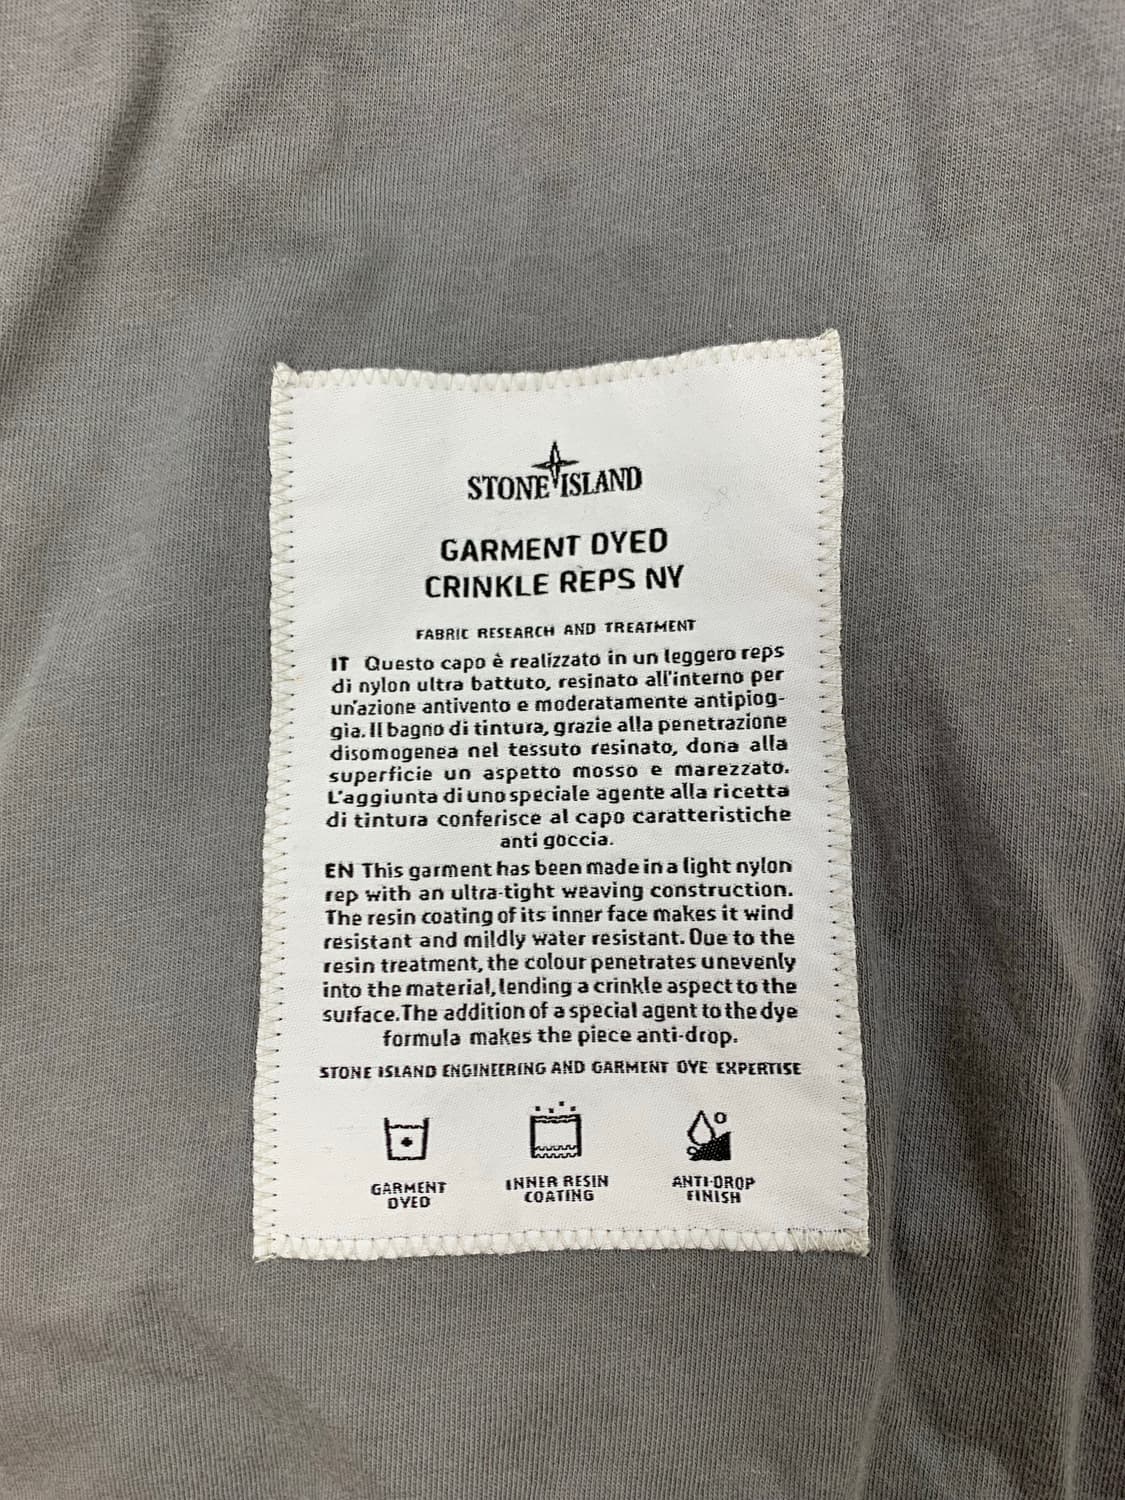 STONE ISLAND
GARMENT DYED
CRINKLE REPS NY
FABRIC RESEARCH AND TREATMENT
IT Questo capo è realizzato in un leggero reps
di nylon ultra battuto, resinato all'interno per
un'azione antivento e moderatamente antipiog-
gia. Il bagno di tintura, grazie alla penetrazione
disomogenea nel tessuto resinato, dona alla
superficie un aspetto mosso e marezzato.
L'aggiunta di uno speciale agente alla ricetta
di tintura conferisce al capo caratteristiche
anti goccia.
EN This garment has been made in a light nylon
rep with an ultra-tight weaving construction.
The resin coating of its inner face makes it wind
resistant and mildly water resistant. Due to the
resin treatment, the colour penetrates unevenly
into the material, lending a crinkle aspect to the
surface. The addition of a special agent to the dye
formula makes the piece anti-drop.
STONE ISLAND ENGINEERING AND GARMENT DYE EXPERTISE
GARMENT
DYED
INNER RESIN
COATING
ANTI-DROP
FINISH